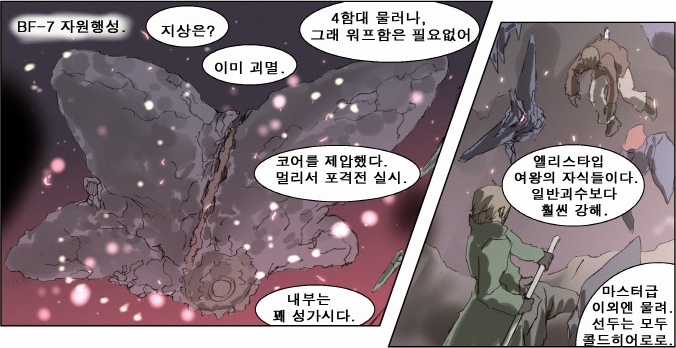 BF-7 자원행성.
지상은?
이미 괴멸.
4함대 물러나,
그래 워프함은 필요없어
코어를 제압했다.
멀리서 포격전 실시.
내부는
꽤 성가시다.
엘리스타입
여왕의 자식들이다.
일반괴수보다
훨씬 강해.
마스터급
이외엔 물려.
선두는 모두
콜드히어로로.